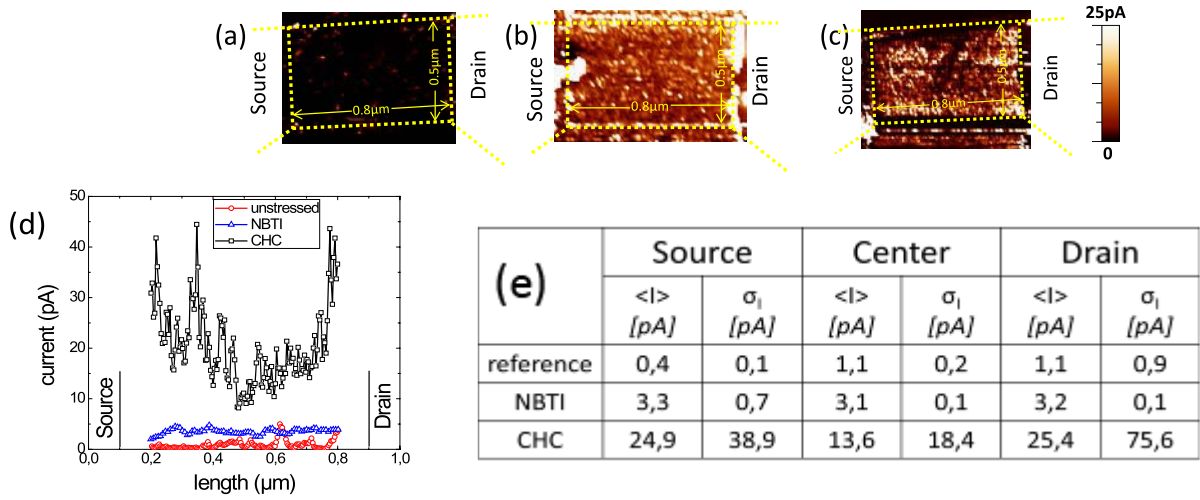 (a)
Source
0.5µm
0.8µm
Drain
(b)
Source
0.5µm
0.8µm
Drain
(c)
Source
0.5µm
0.8µm
Drain
25pA
0
(d)
50
40
30
20
10
0
current (pA)
unstressed
NBTI
CHC
Source
Drain
0,0 0,2 0,4 0,6 0,8 1,0
length (µm)
(e)
Source Center Drain
<I> σI <I> σI <I> σI
[pA] [pA] [pA] [pA] [pA] [pA]
reference 0,4 0,1 1,1 0,2 1,1 0,9
NBTI 3,3 0,7 3,1 0,1 3,2 0,1
CHC 24,9 38,9 13,6 18,4 25,4 75,6